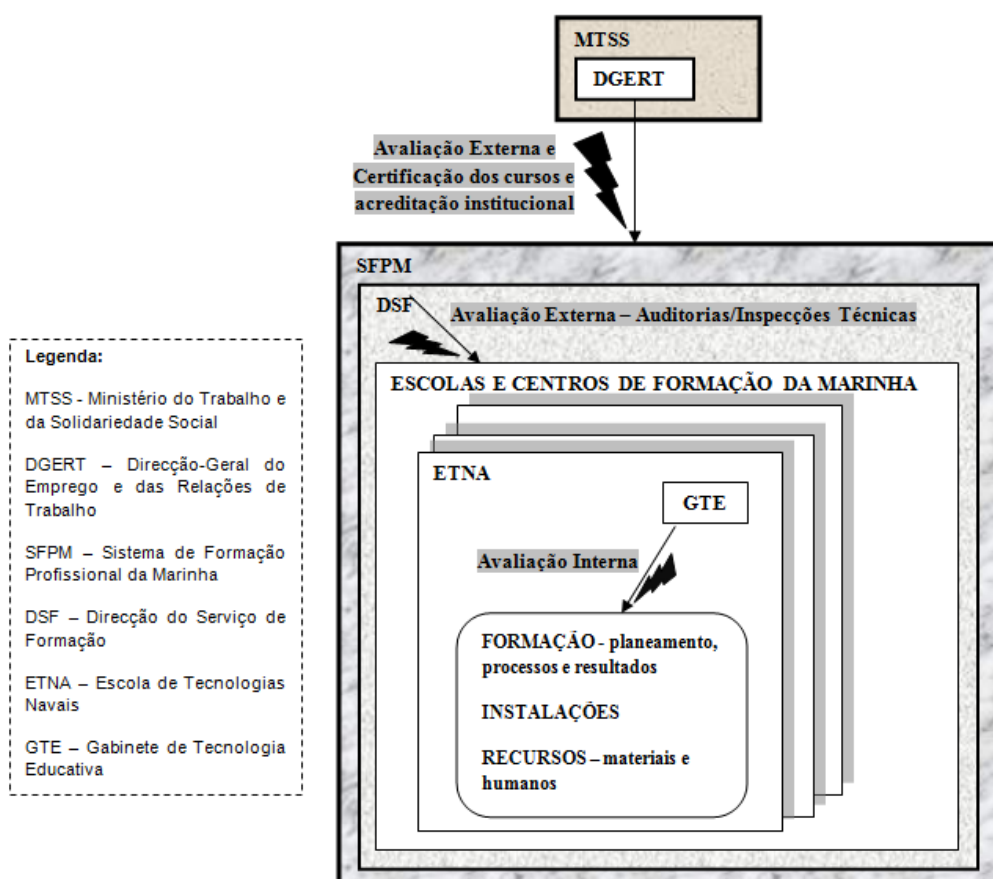 MTSS
DGERT
Avaliação Externa e
Certificação dos cursos e
acreditação institucional
SFPM
DSF
Avaliação Externa – Auditorias/Inspecções Técnicas
ESCOLAS E CENTROS DE FORMAÇÃO DA MARINHA
ETNA
GTE
Avaliação Interna
FORMAÇÃO - planeamento,
processos e resultados
INSTALAÇÕES
RECURSOS – materiais e
humanos
Legenda:
MTSS - Ministério do Trabalho e
da Solidariedade Social
DGERT – Direcção-Geral do
Emprego e das Relações de
Trabalho
SFPM – Sistema de Formação
Profissional da Marinha
DSF – Direcção do Serviço de
Formação
ETNA – Escola de Tecnologias
Navais
GTE – Gabinete de Tecnologia
Educativa